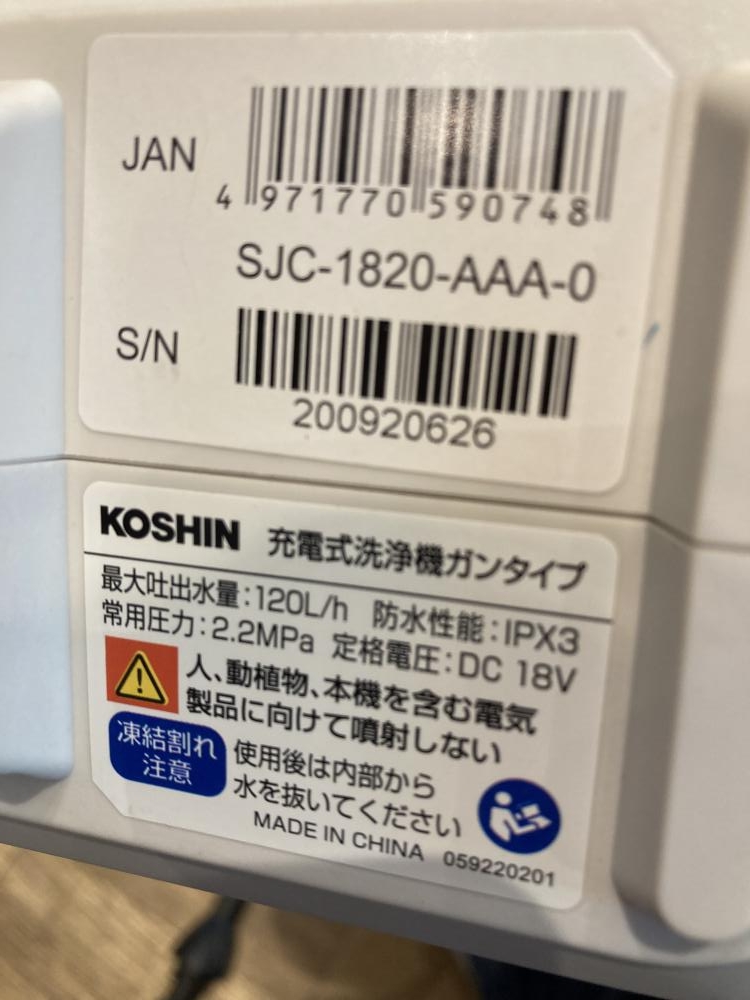 JAN
4 971770 590748
SJC-1820-AAA-0
S/N
200920626
KOSHIN 充電式洗浄機ガンタイプ
最大吐出水量:120L/h 防水性能:IPX3
常用圧力:2.2MPa 定格電圧:DC 18V
人、動植物、本機を含む電気
製品に向けて噴射しない
凍結割れ
注意
使用後は内部から
水を抜いてください
MADE IN CHINA 059220201